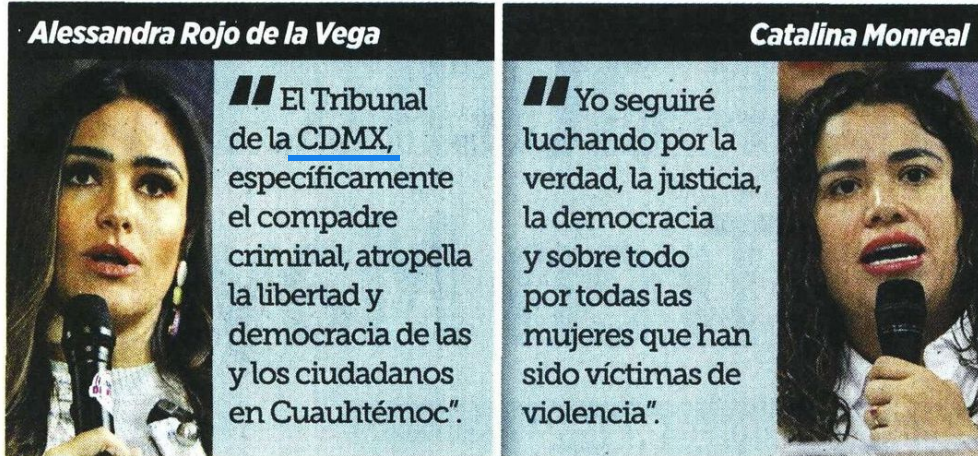 Alessandra Rojo de la Vega
"El Tribunal
de la CDMX,
específicamente
el compadre
criminal, atropella
la libertad y
democracia de las
y los ciudadanos
en Cuauhtémoc".
Catalina Monreal
"Yo seguiré
luchando por la
verdad, la justicia,
la democracia
y sobre todo
por todas las
mujeres que han
sido víctimas de
violencia".